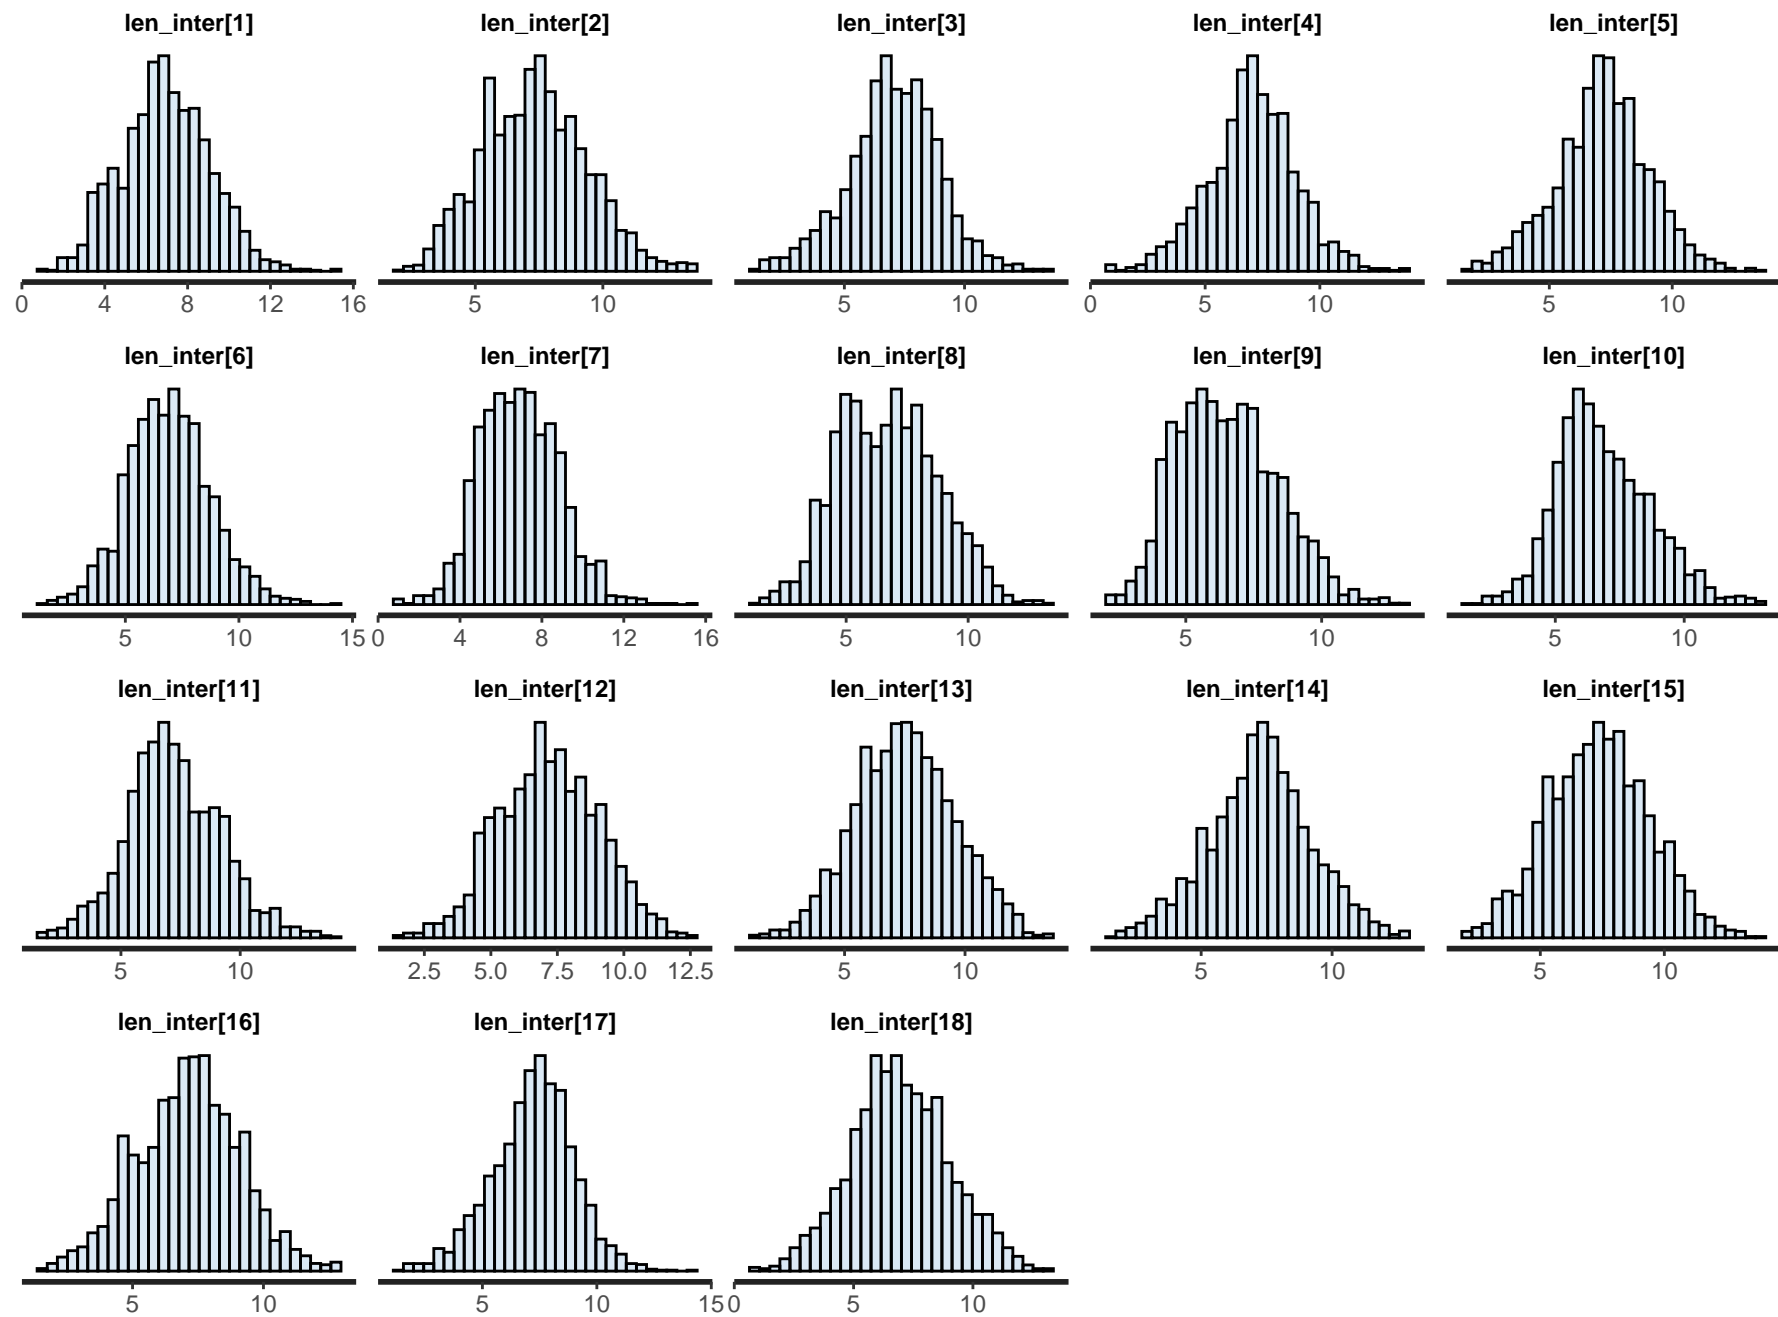 len_inter[1] len_inter[2] len_inter[3] len_inter[4] len_inter[5]
0 4 8 12 16 5 10 5 10 0 5 10 5 10
len_inter[6] len_inter[7] len_inter[8] len_inter[9] len_inter[10]
5 10 15 0 4 8 12 16 5 10 5 10 5 10
len_inter[11] len_inter[12] len_inter[13] len_inter[14] len_inter[15]
5 10 2.5 5.0 7.5 10.0 12.5 5 10 5 10 5 10
len_inter[16] len_inter[17] len_inter[18]
5 10 5 10 15 0 5 10